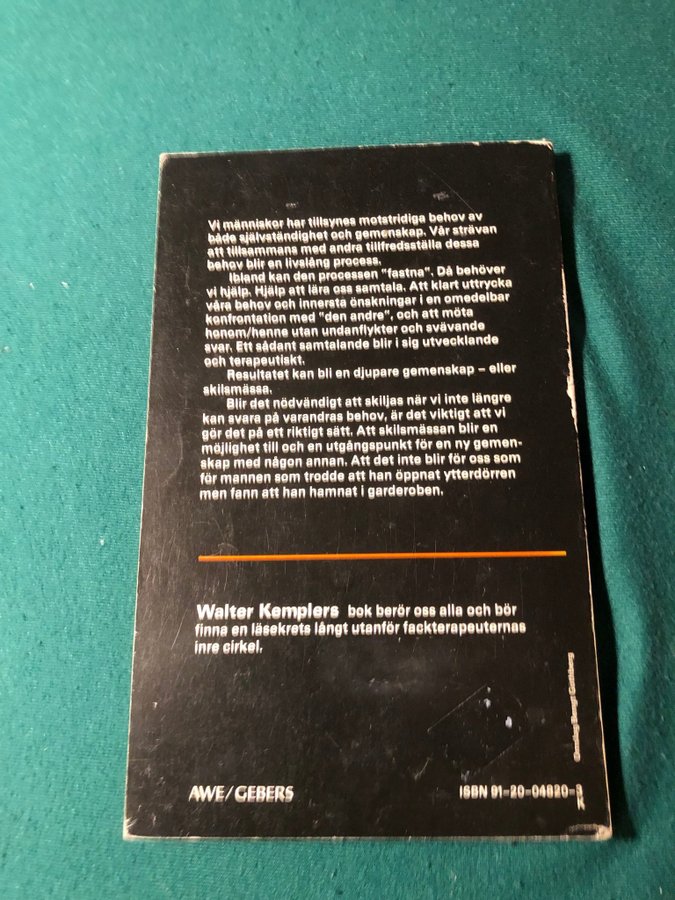 Vi människor har tillsynes motstridiga behov av
både självständighet och gemenskap. Vår strävan
att tillsammans med andra tillfredsställa dessa
behov blir en livslång process.
Ibland kan den processen "fastna". Då behöver
vi hjälp. Hjälp att lära oss samtala. Att klart uttrycka
våra behov och innersta önskningar i en omedelbar
konfrontation med "den andre", och att möta
honom/henne utan undanflykter och svävande
svar. Ett sådant samtalande blir i sig utvecklande
och terapeutiskt.
Resultatet kan bli en djupare gemenskap – eller
skilsmässa.
Blir det nödvändigt att skiljas när vi inte längre
kan svara på varandras behov, är det viktigt att vi
gör det på ett riktigt sätt. Att skilsmässan blir en
möjlighet till och en utgångspunkt för en ny gemen-
skap med någon annan. Att det inte blir för oss som
för mannen som trodde att han öppnat ytterdörren
men fann att han hamnat i garderoben.
Walter Kemplers bok berör oss alla och bör
finna en läsekrets långt utanför fackterapeuternas
inre cirkel.
AWE/GEBERS
ISBN 91-20-04820-3
K